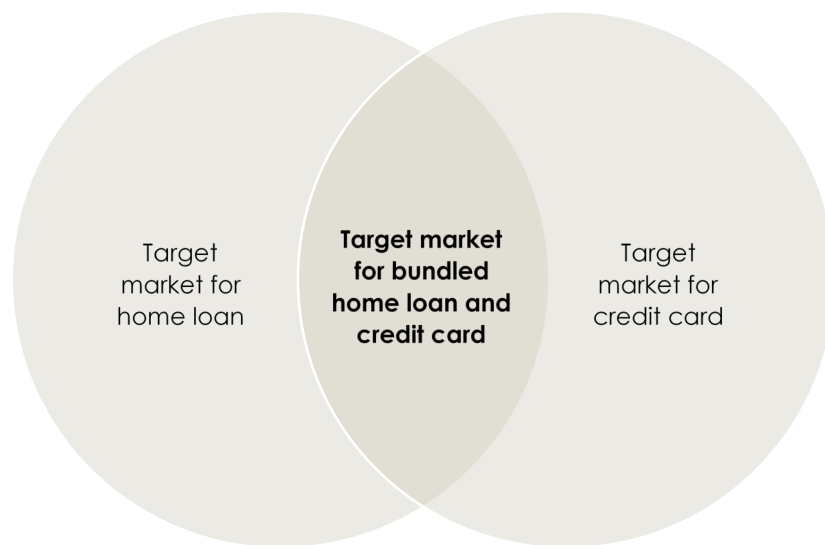 Target
market for
home loan
Target market
for bundled
home loan and
credit card
Target
market for
credit card